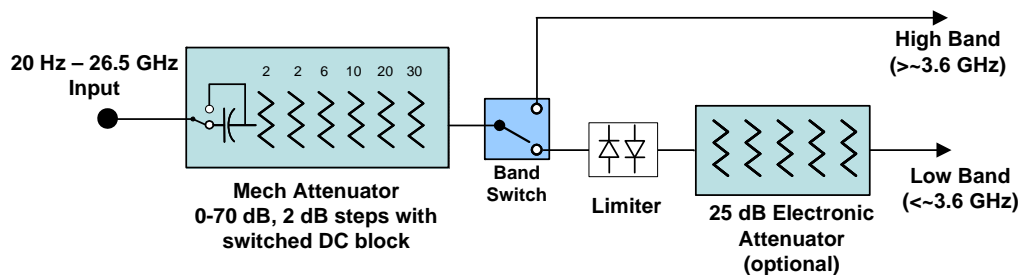 20 Hz – 26.5 GHz
Input
2 2 6 10 20 30
Mech Attenuator
0-70 dB, 2 dB steps with
switched DC block
Band
Switch
Limiter
25 dB Electronic
Attenuator
(optional)
High Band
(>~3.6 GHz)
Low Band
(<~3.6 GHz)